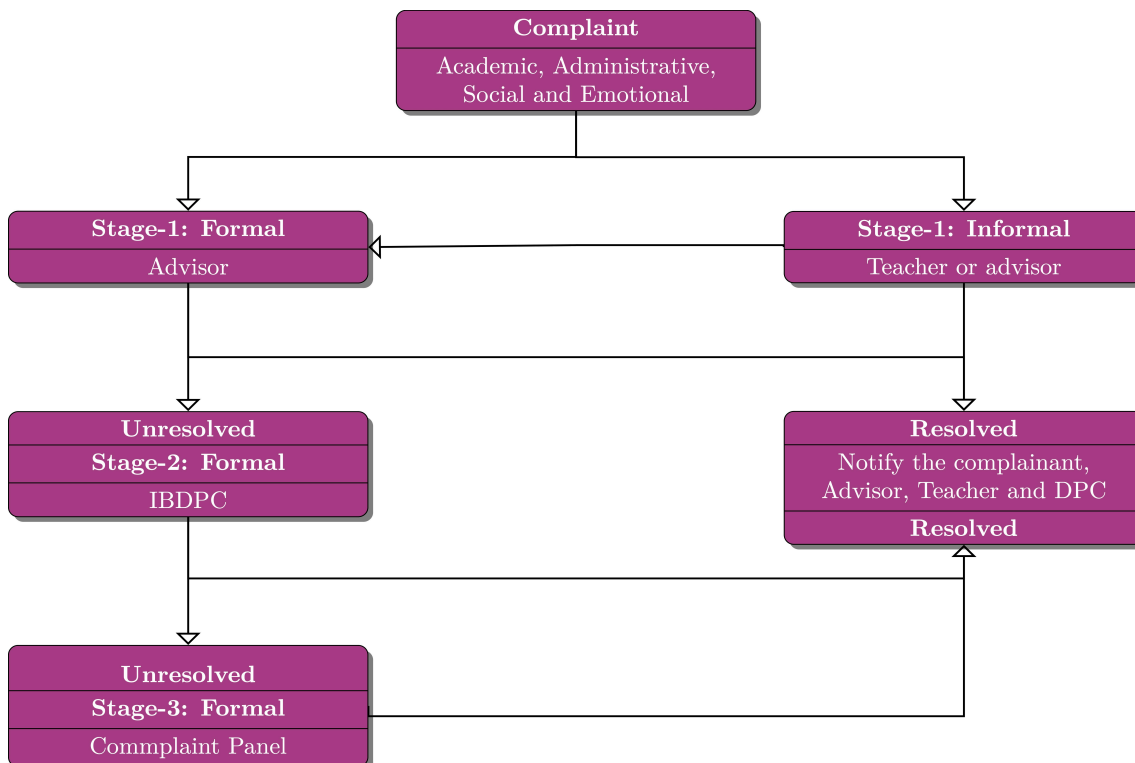 Complaint
Academic, Administrative,
Social and Emotional
Stage-1: Formal
Advisor
Stage-1: Informal
Teacher or advisor
Unresolved
Stage-2: Formal
IBDPC
Resolved
Notify the complainant,
Advisor, Teacher and DPC
Resolved
Unresolved
Stage-3: Formal
Commplaint Panel